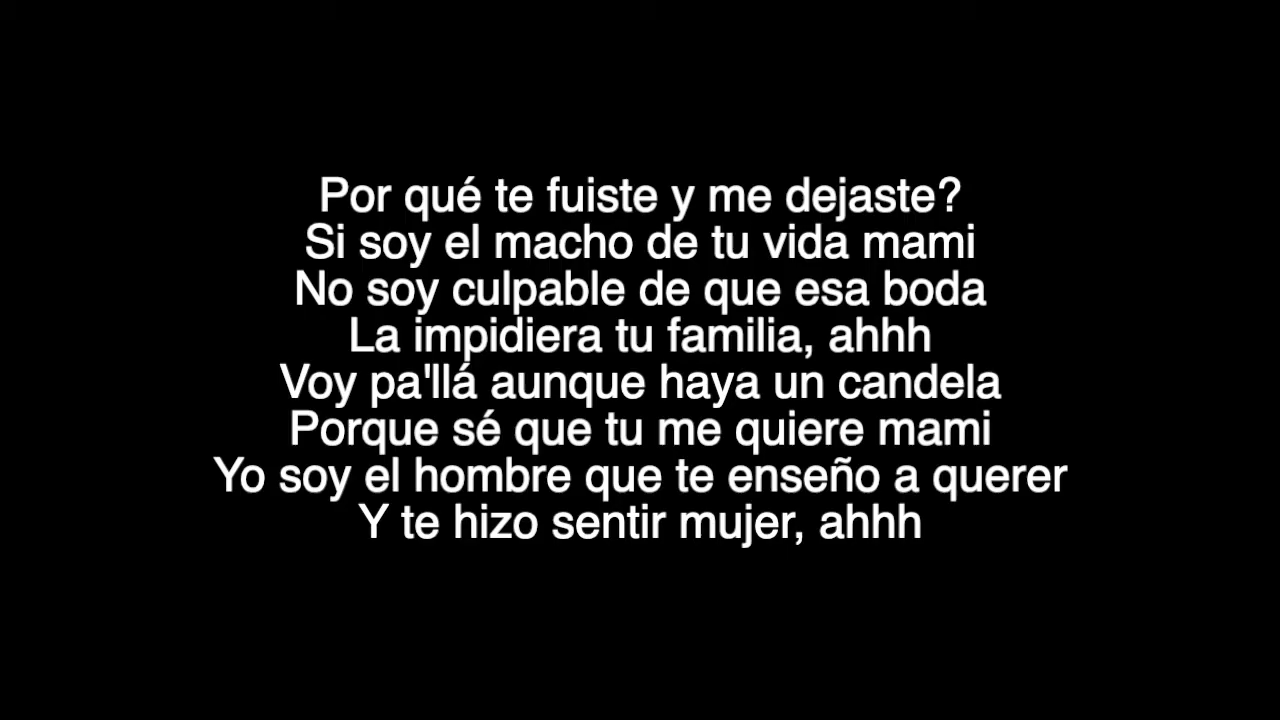 Por qué te fuiste y me dejaste?
Si soy el macho de tu vida mami
No soy culpable de que esa boda
La impidiera tu familia, ahhh
Voy pa'llá aunque haya un candela
Porque sé que tu me quiere mami
Yo soy el hombre que te enseño a querer
Y te hizo sentir mujer, ahhh